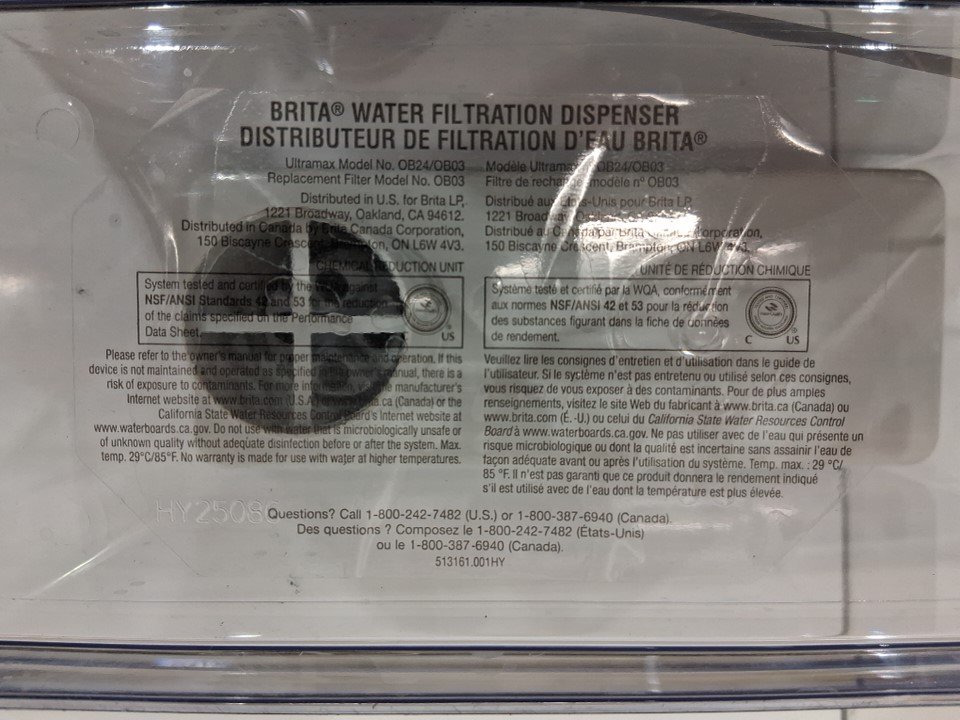 BRITA® WATER FILTRATION DISPENSER
DISTRIBUTEUR DE FILTRATION D'EAU BRITA®
Ultramax Model No. OB24/OB03
Replacement Filter Model No. OB03
Distributed in U.S. for Brita LP,
1221 Broadway, Oakland, CA 94612.
Distributed in Canada by Brita Canada Corporation,
150 Biscayne Crescent, Brampton, ON L6W 4V3.
CHEMICAL REDUCTION UNIT
System tested and certified by the WQA against
NSF/ANSI Standards 42 and 53 for the reduction
of the claims specified on the Performance
Data Sheet.
US
Please refer to the owner's manual for proper maintenance and operation. If this
device is not maintained and operated as specified in the owner's manual, there is a
risk of exposure to contaminants. For more information, visit the manufacturer's
Internet website at www.brita.com (U.S.A.) or www.brita.ca (Canada) or the
California State Water Resources Control Board's Internet website at
www.waterboards.ca.gov. Do not use with water that is microbiologically unsafe or
of unknown quality without adequate disinfection before or after the system. Max.
temp. 29°C/85°F. No warranty is made for use with water at higher temperatures.
Modèle Ultramax OB24/OB03
Filtre de rechange modèle n° OB03
Distribué aux États-Unis pour Brita LP,
1221 Broadway, Oakland,
Distribué au Canada par Brita Canada Corporation,
150 Biscayne Crescent, Brampton, ON L6W 4V3.
UNITÉ DE RÉDUCTION CHIMIQUE
Système testé et certifié par la WQA, conformément
aux normes NSF/ANSI 42 et 53 pour la réduction
des substances figurant dans la fiche de données
de rendement.
C US
Veuillez lire les consignes d'entretien et d'utilisation dans le guide de
l'utilisateur. Si le système n'est pas entretenu ou utilisé selon ces consignes,
vous risquez de vous exposer à des contaminants. Pour de plus amples
renseignements, visitez le site Web du fabricant à www.brita.ca (Canada) ou
www.brita.com (É.-U.) ou celui du California State Water Resources Control
Board à www.waterboards.ca.gov. Ne pas utiliser avec de l'eau qui présente un
risque microbiologique ou dont la qualité est incertaine sans assainir l'eau de
façon adéquate avant ou après l'utilisation du système. Temp. max. : 29 °C/
85 °F. Il n'est pas garanti que ce produit donnera le rendement indiqué
s'il est utilisé avec de l'eau dont la température est plus élevée.
HY25086
Questions? Call 1-800-242-7482 (U.S.) or 1-800-387-6940 (Canada).
Des questions ? Composez le 1-800-242-7482 (États-Unis)
ou le 1-800-387-6940 (Canada).
513161.001HY